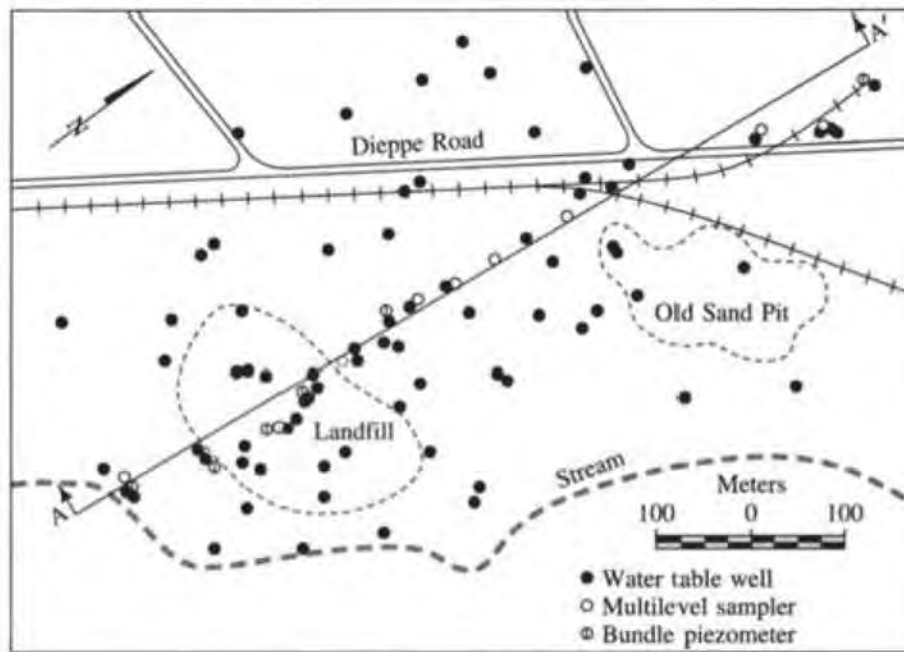 A'
N
Dieppe Road
Old Sand Pit
Landfill
Stream
A
Meters
100 0 100
Water table well
Multilevel sampler
Bundle piezometer